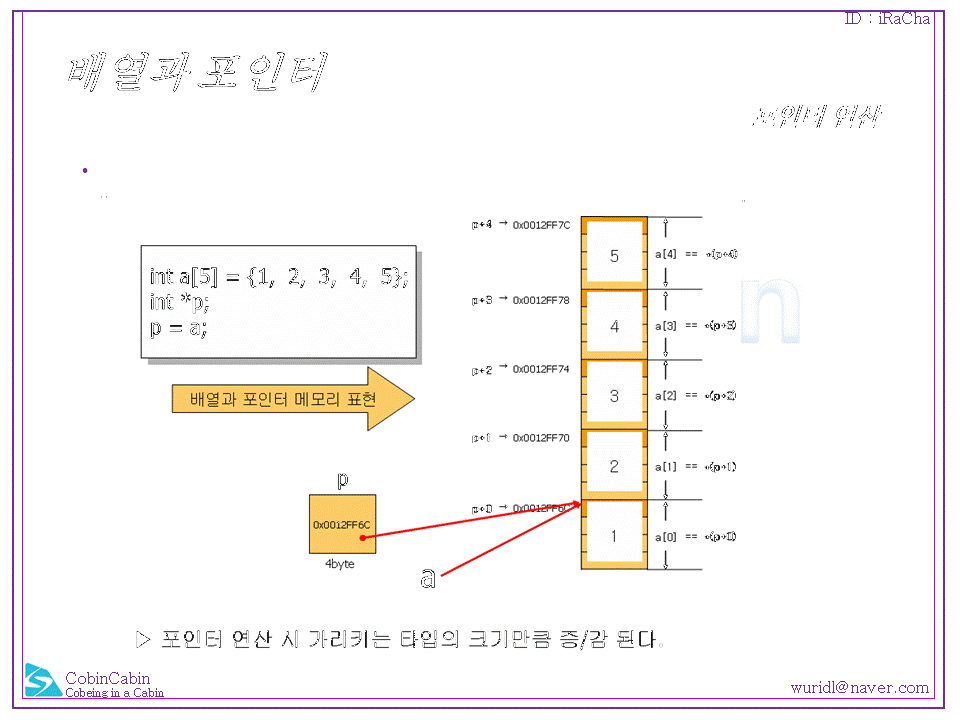 ID : iRaCha
배열과 포인터
포인터 연산
int a[5] = {1, 2, 3, 4, 5};
int *p;
p = a;
배열과 포인터 메모리 표현
p
0x0012FF6C
4byte
a
p+4 → 0x0012FF7C
5
a[4] == *(p+4)
p+3 → 0x0012FF78
4
a[3] == *(p+3)
p+2 → 0x0012FF74
3
a[2] == *(p+2)
p+1 → 0x0012FF70
2
a[1] == *(p+1)
p+0 → 0x0012FF6C
1
a[0] == *(p+0)
▷ 포인터 연산 시 가리키는 타입의 크기만큼 증/감 된다.
CobinCabin
Cobeing in a Cabin
wuridl@naver.com